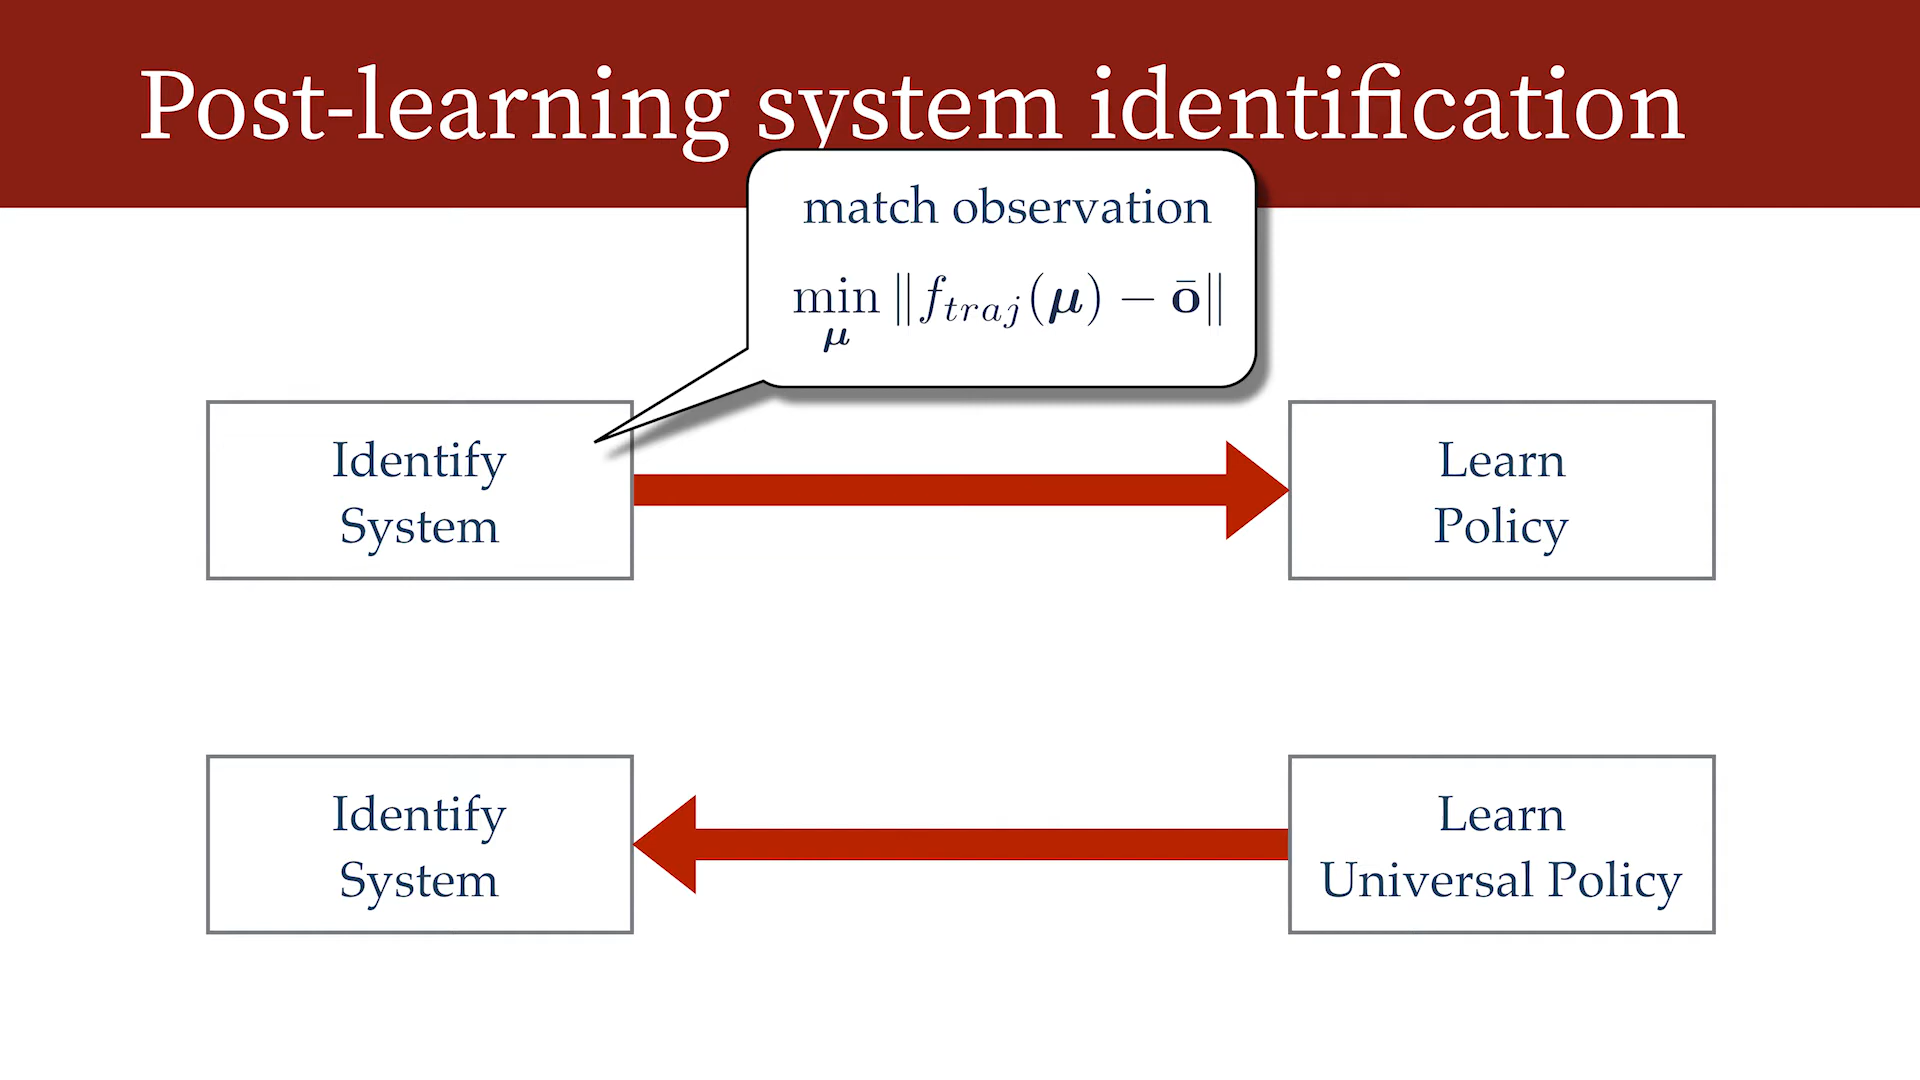 Post-learning system identification
match observation
min ‖f_traj(μ) − ō‖
μ
Identify
System
Learn
Policy
Identify
System
Learn
Universal Policy